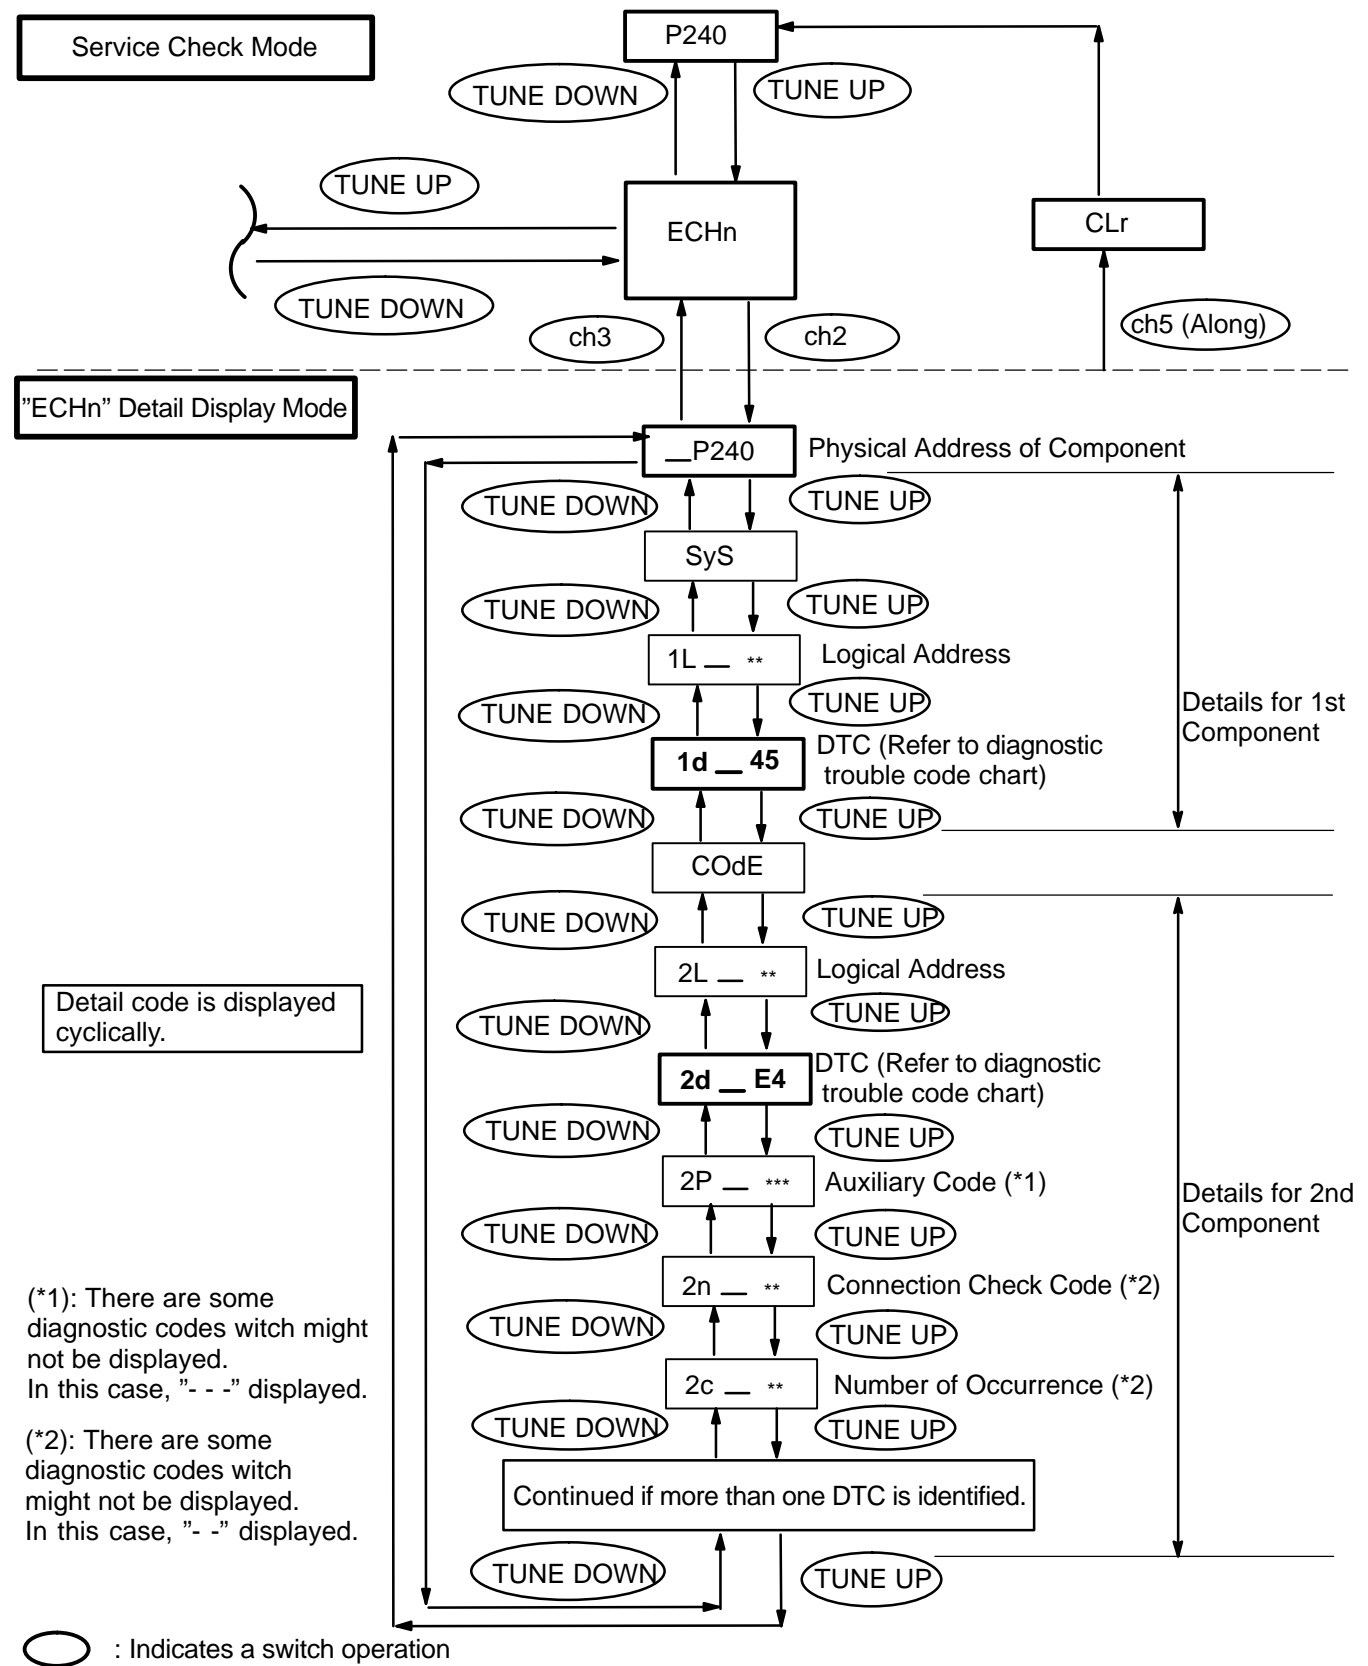 Service Check Mode
P240
TUNE DOWN
TUNE UP
TUNE UP
ECHn
CLr
TUNE DOWN
ch3
ch2
ch5 (Along)
”ECHn” Detail Display Mode
__P240
Physical Address of Component
TUNE DOWN
TUNE UP
SyS
TUNE DOWN
TUNE UP
1L __ **
Logical Address
TUNE DOWN
TUNE UP
Details for 1st
Component
1d __ 45
DTC (Refer to diagnostic
trouble code chart)
TUNE DOWN
TUNE UP
COdE
TUNE DOWN
TUNE UP
2L __ **
Logical Address
Detail code is displayed
cyclically.
TUNE DOWN
TUNE UP
2d __ E4
DTC (Refer to diagnostic
trouble code chart)
TUNE DOWN
TUNE UP
2P __ ***
Auxiliary Code (*1)
Details for 2nd
Component
TUNE DOWN
TUNE UP
2n __ **
Connection Check Code (*2)
(*1): There are some
diagnostic codes witch might
not be displayed.
In this case, ”- - -” displayed.
TUNE DOWN
TUNE UP
2c __ **
Number of Occurrence (*2)
TUNE DOWN
TUNE UP
(*2): There are some
diagnostic codes witch
might not be displayed.
In this case, ”- -” displayed.
Continued if more than one DTC is identified.
TUNE DOWN
TUNE UP
: Indicates a switch operation